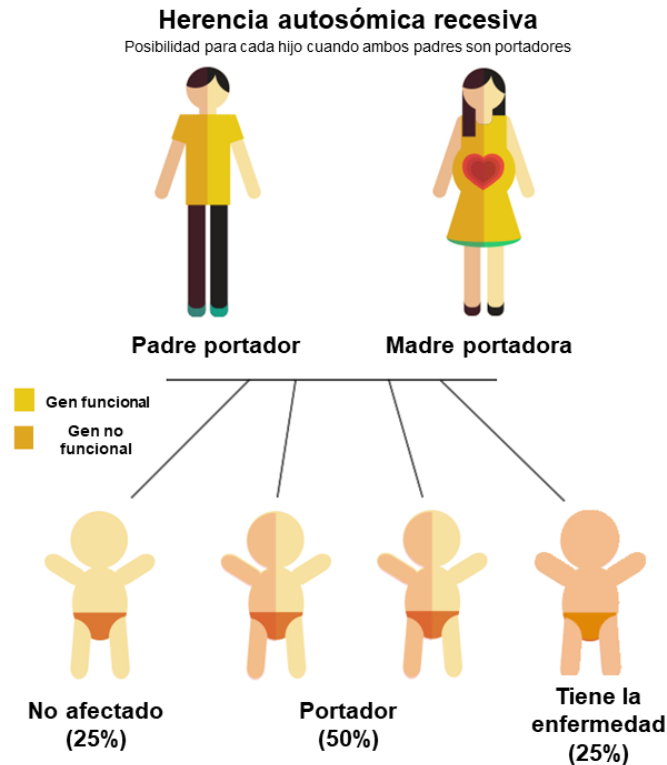 Herencia autosómica recesiva
Posibilidad para cada hijo cuando ambos padres son portadores
Padre portador
Madre portadora
Gen funcional
Gen no
funcional
No afectado
(25%)
Portador
(50%)
Tiene la
enfermedad
(25%)